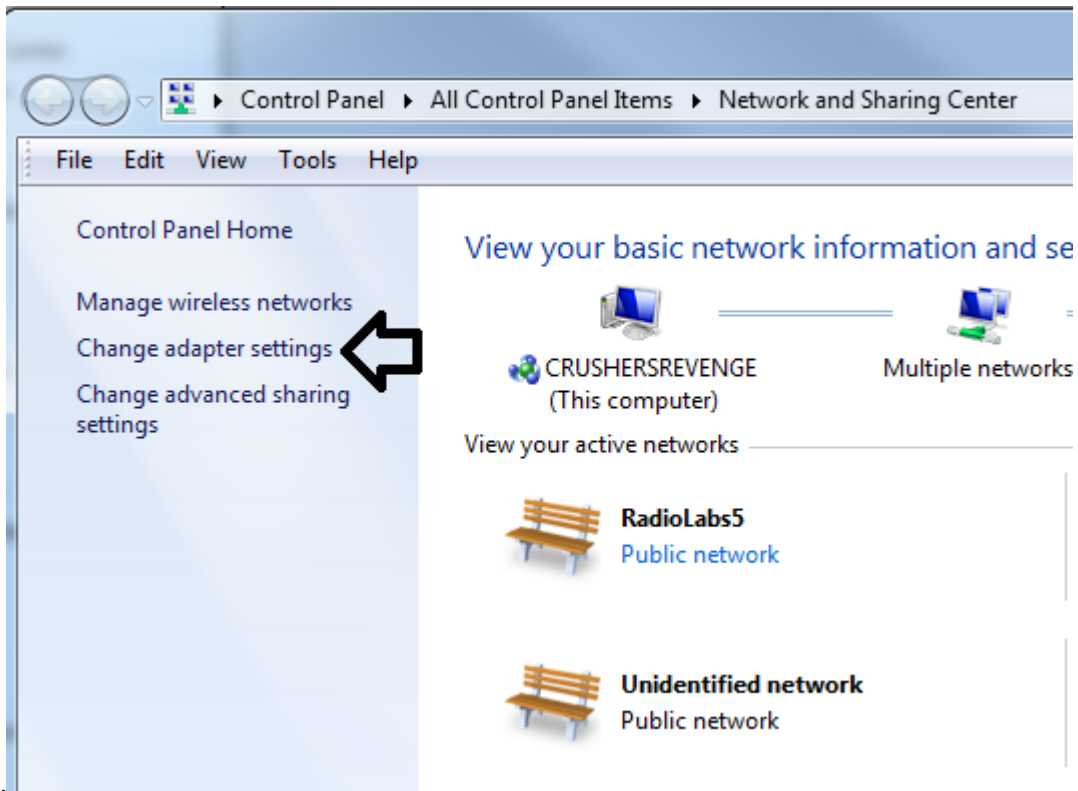 Control Panel ▸ All Control Panel Items ▸ Network and Sharing Center
File Edit View Tools Help
Control Panel Home
Manage wireless networks
Change adapter settings
Change advanced sharing
settings
View your basic network information and se
CRUSHERSREVENGE
(This computer)
Multiple networks
View your active networks
RadioLabs5
Public network
Unidentified network
Public network